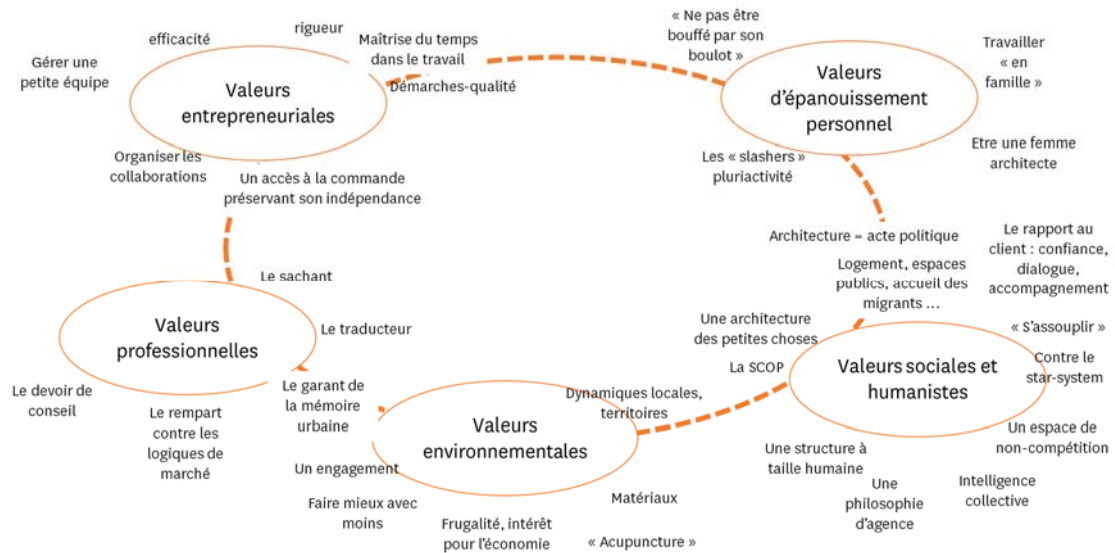 efficacité
rigueur
Gérer une
petite équipe
Maîtrise du temps
dans le travail
Démarches-qualité
Valeurs
entrepreneuriales
Organiser les
collaborations
Un accès à la commande
préservant son indépendance
« Ne pas être
bouffé par son
boulot »
Travailler
« en
famille »
Valeurs
d'épanouissement
personnel
Les « slashers »
pluriactivité
Etre une femme
architecte
Architecture = acte politique
Logement, espaces
publics, accueil des
migrants ...
Le rapport au
client : confiance,
dialogue,
accompagnement
Le sachant
Valeurs
professionnelles
Le traducteur
Le devoir de
conseil
Le rempart
contre les
logiques de
marché
Le garant de
la mémoire
urbaine
Une architecture
des petites choses
La SCOP
« S'assouplir »
Valeurs sociales et
humanistes
Contre le
star-system
Dynamiques locales,
territoires
Valeurs
environnementales
Un engagement
Faire mieux avec
moins
Frugalité, intérêt
pour l'économie
Matériaux
« Acupuncture »
Une structure à
taille humaine
Une
philosophie
d'agence
Intelligence
collective
Un espace de
non-compétition